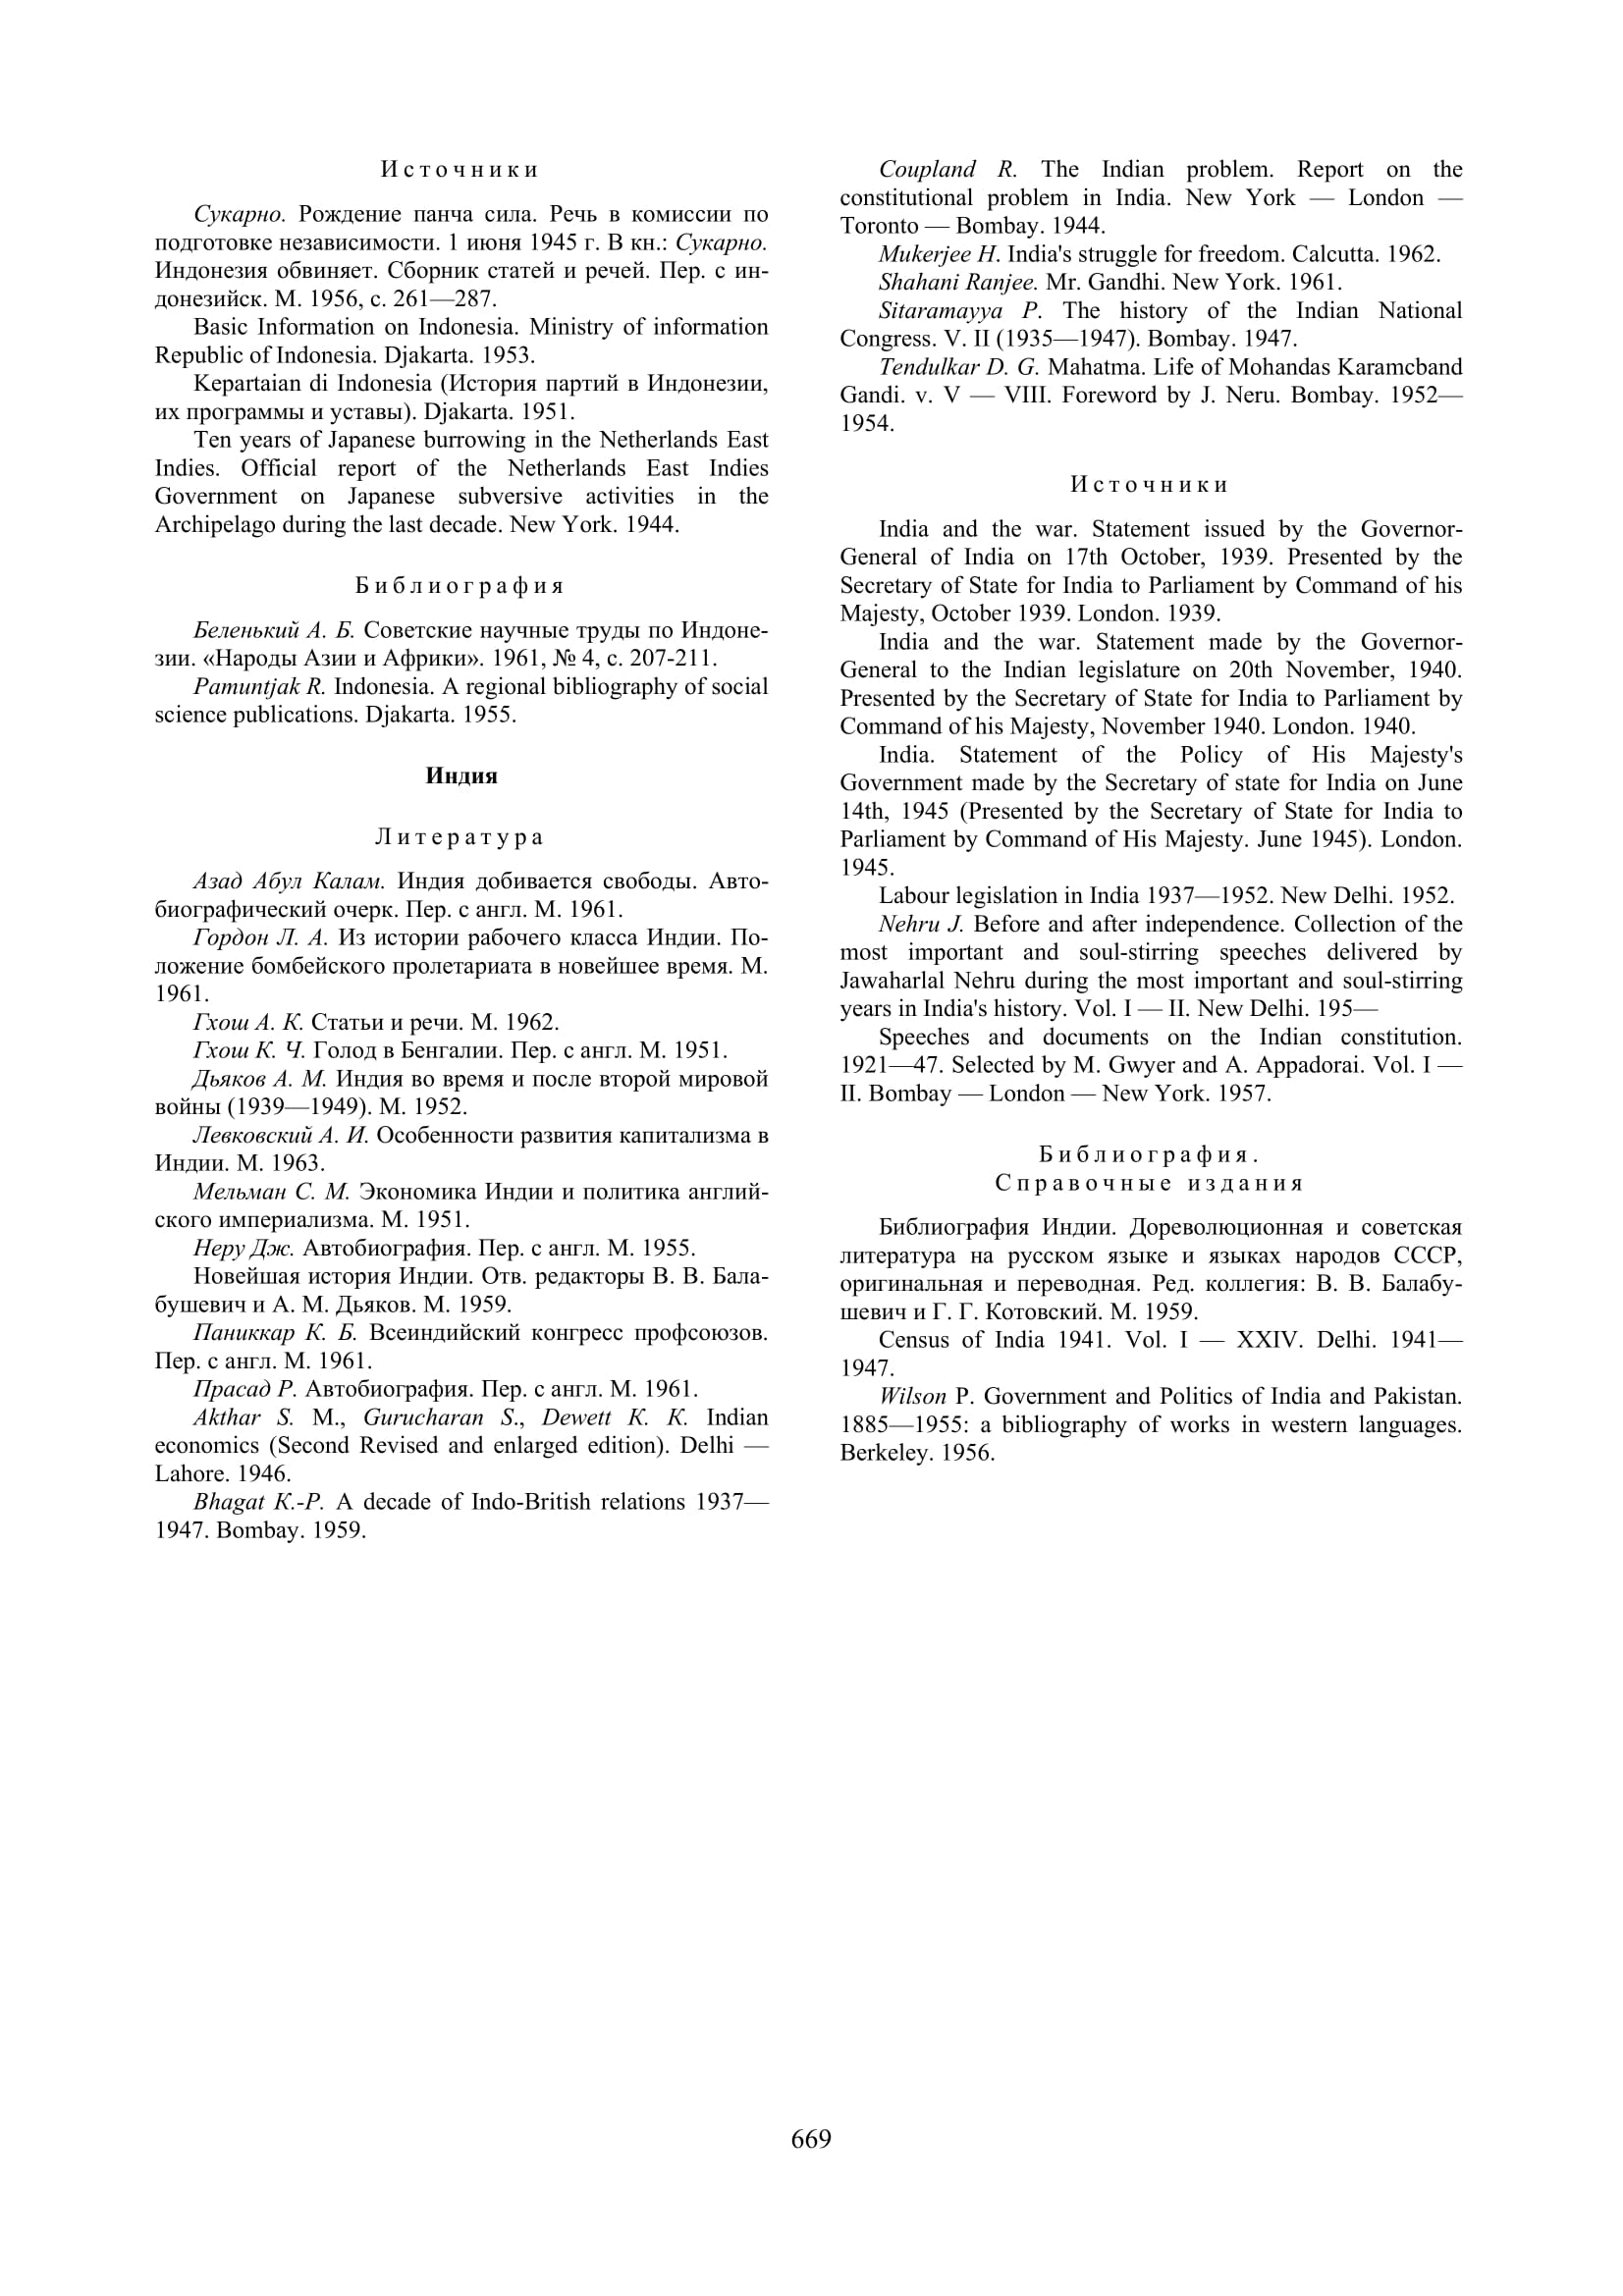 Источники
Сукарно. Рождение панча сила. Речь в комиссии по
подготовке независимости. 1 июня 1945 г. В кн.: Сукарно.
Индонезия обвиняет. Сборник статей и речей. Пер. с ин-
донезийск. М. 1956, с. 261—287.
Basic Information on Indonesia. Ministry of information
Republic of Indonesia. Djakarta. 1953.
Kepartaian di Indonesia (История партий в Индонезии,
их программы и уставы). Djakarta. 1951.
Ten years of Japanese burrowing in the Netherlands East
Indies. Official report of the Netherlands East Indies
Government on Japanese subversive activities in the
Archipelago during the last decade. New York. 1944.
Библиография
Беленький А. Б. Советские научные труды по Индоне-
зии. «Народы Азии и Африки». 1961, № 4, с. 207-211.
Pamuntjak R. Indonesia. A regional bibliography of social
science publications. Djakarta. 1955.
Индия
Литература
Азад Абул Калам. Индия добивается свободы. Авто-
биографический очерк. Пер. с англ. М. 1961.
Гордон Л. А. Из истории рабочего класса Индии. По-
ложение бомбейского пролетариата в новейшее время. М.
1961.
Гхош А. К. Статьи и речи. М. 1962.
Гхош К. Ч. Голод в Бенгалии. Пер. с англ. М. 1951.
Дьяков А. М. Индия во время и после второй мировой
войны (1939—1949). М. 1952.
Левковский А. И. Особенности развития капитализма в
Индии. М. 1963.
Мельман С. М. Экономика Индии и политика англий-
ского империализма. М. 1951.
Неру Дж. Автобиография. Пер. с англ. М. 1955.
Новейшая история Индии. Отв. редакторы В. В. Бала-
бушевич и А. М. Дьяков. М. 1959.
Паниккар К. Б. Всеиндийский конгресс профсоюзов.
Пер. с англ. М. 1961.
Прасад Р. Автобиография. Пер. с англ. М. 1961.
Akthar S. M., Gurucharan S., Dewett K. K. Indian
economics (Second Revised and enlarged edition). Delhi —
Lahore. 1946.
Bhagat K.-P. A decade of Indo-British relations 1937—
1947. Bombay. 1959.
Coupland R. The Indian problem. Report on the
constitutional problem in India. New York — London —
Toronto — Bombay. 1944.
Mukerjee H. India's struggle for freedom. Calcutta. 1962.
Shahani Ranjee. Mr. Gandhi. New York. 1961.
Sitaramayya P. The history of the Indian National
Congress. V. II (1935—1947). Bombay. 1947.
Tendulkar D. G. Mahatma. Life of Mohandas Karamcband
Gandi. v. V — VIII. Foreword by J. Neru. Bombay. 1952—
1954.
Источники
India and the war. Statement issued by the Governor-
General of India on 17th October, 1939. Presented by the
Secretary of State for India to Parliament by Command of his
Majesty, October 1939. London. 1939.
India and the war. Statement made by the Governor-
General to the Indian legislature on 20th November, 1940.
Presented by the Secretary of State for India to Parliament by
Command of his Majesty, November 1940. London. 1940.
India. Statement of the Policy of His Majesty's
Government made by the Secretary of state for India on June
14th, 1945 (Presented by the Secretary of State for India to
Parliament by Command of His Majesty. June 1945). London.
1945.
Labour legislation in India 1937—1952. New Delhi. 1952.
Nehru J. Before and after independence. Collection of the
most important and soul-stirring speeches delivered by
Jawaharlal Nehru during the most important and soul-stirring
years in India's history. Vol. I — II. New Delhi. 195—
Speeches and documents on the Indian constitution.
1921—47. Selected by M. Gwyer and A. Appadorai. Vol. I —
II. Bombay — London — New York. 1957.
Библиография.
Справочные издания
Библиография Индии. Дореволюционная и советская
литература на русском языке и языках народов СССР,
оригинальная и переводная. Ред. коллегия: В. В. Балабу-
шевич и Г. Г. Котовский. М. 1959.
Census of India 1941. Vol. I — XXIV. Delhi. 1941—
1947.
Wilson P. Government and Politics of India and Pakistan.
1885—1955: a bibliography of works in western languages.
Berkeley. 1956.
669